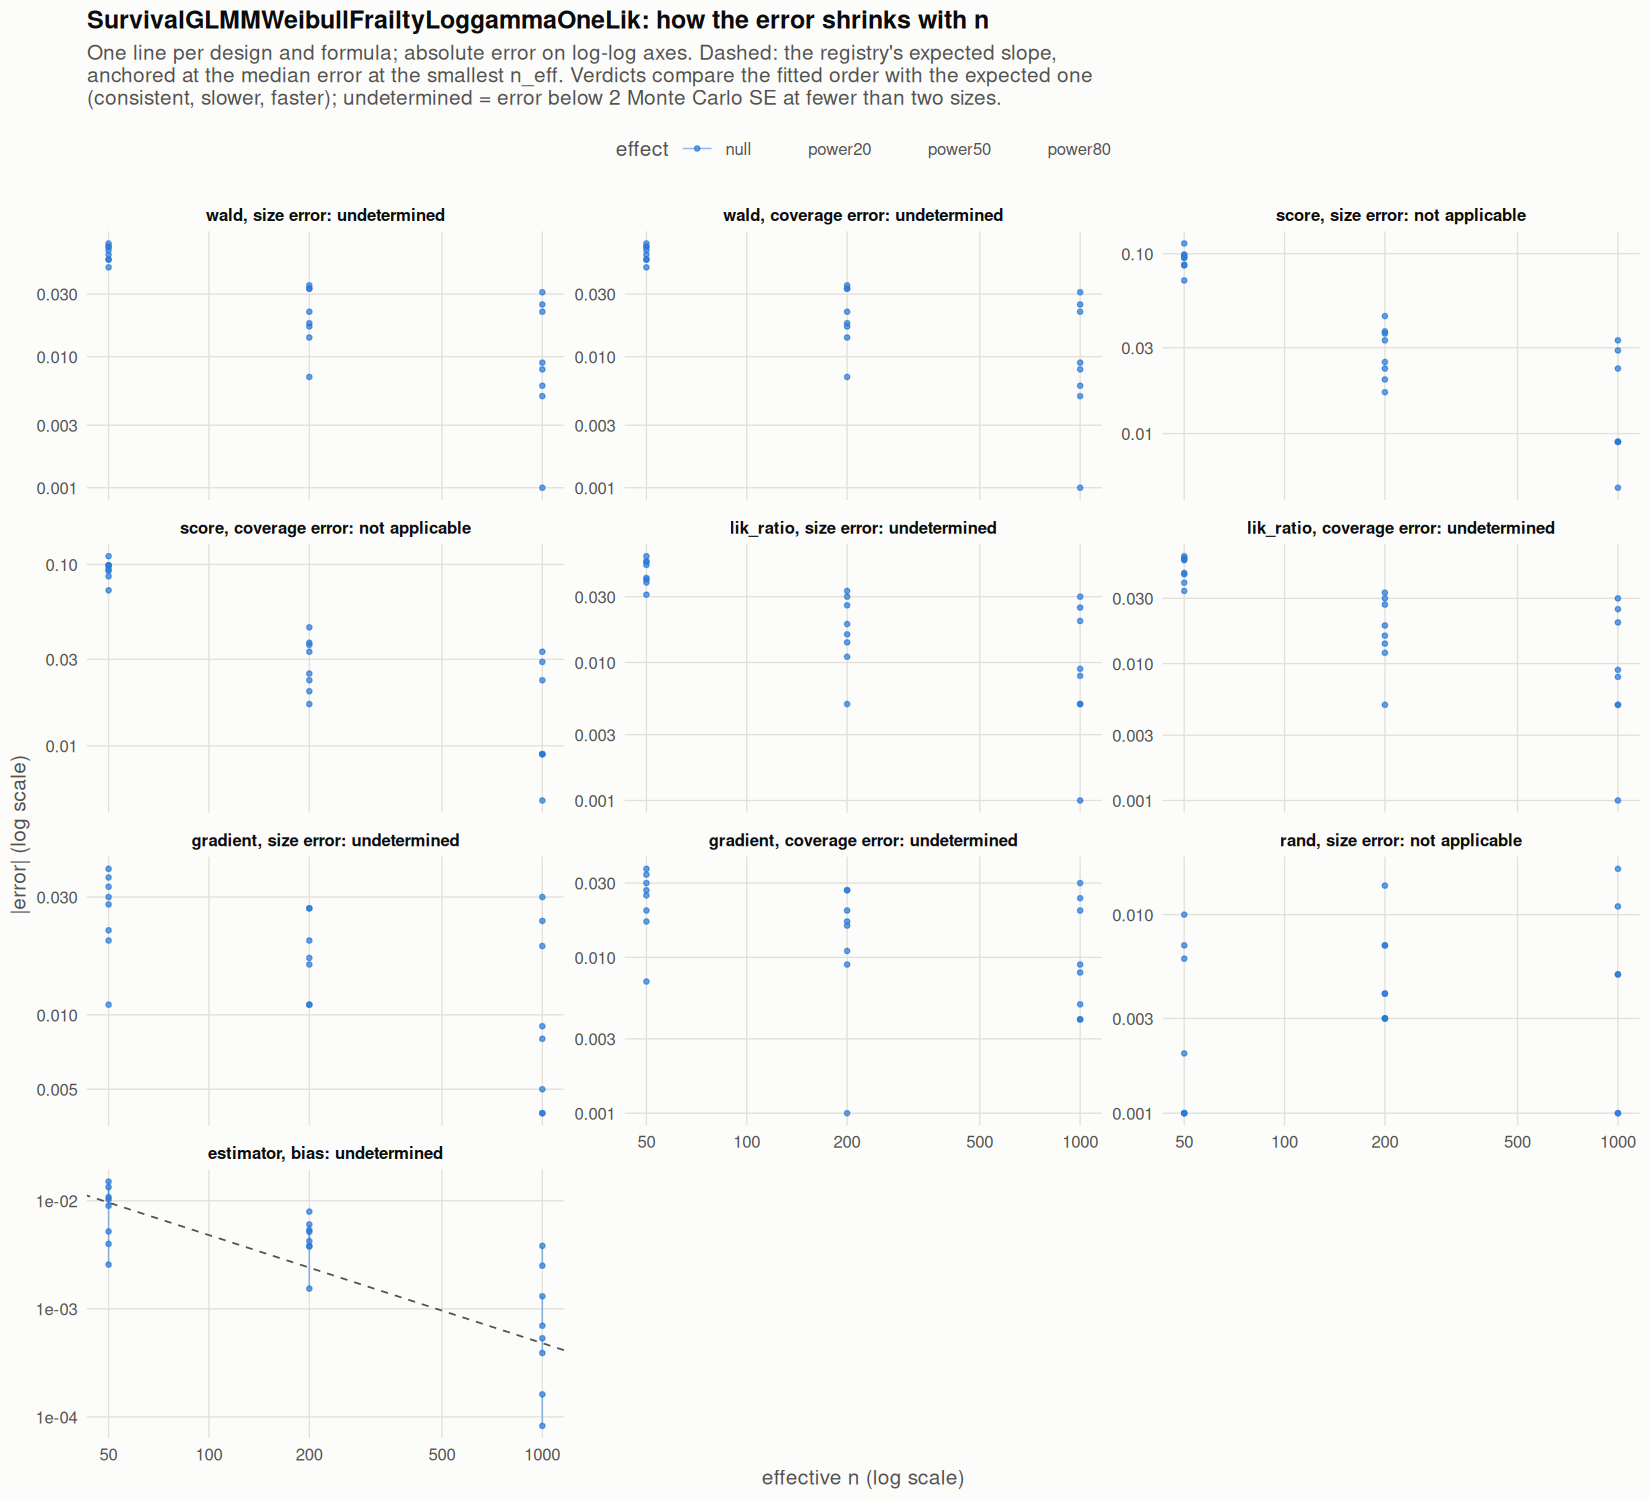 SurvivalGLMMWeibullFrailtyLoggammaOneLik: how the error shrinks with n
One line per design and formula; absolute error on log-log axes. Dashed: the registry's expected slope,
anchored at the median error at the smallest n_eff. Verdicts compare the fitted order with the expected one
(consistent, slower, faster); undetermined = error below 2 Monte Carlo SE at fewer than two sizes.
effect null power20 power50 power80
wald, size error: undetermined
0.030
0.010
0.003
0.001
wald, coverage error: undetermined
0.030
0.010
0.003
0.001
score, size error: not applicable
0.10
0.03
0.01
score, coverage error: not applicable
0.10
0.03
0.01
lik_ratio, size error: undetermined
0.030
0.010
0.003
0.001
lik_ratio, coverage error: undetermined
0.030
0.010
0.003
0.001
gradient, size error: undetermined
0.030
0.010
0.005
gradient, coverage error: undetermined
0.030
0.010
0.003
0.001
50 100 200 500 1000
rand, size error: not applicable
0.010
0.003
0.001
50 100 200 500 1000
estimator, bias: undetermined
1e-02
1e-03
1e-04
50 100 200 500 1000
|error| (log scale)
effective n (log scale)